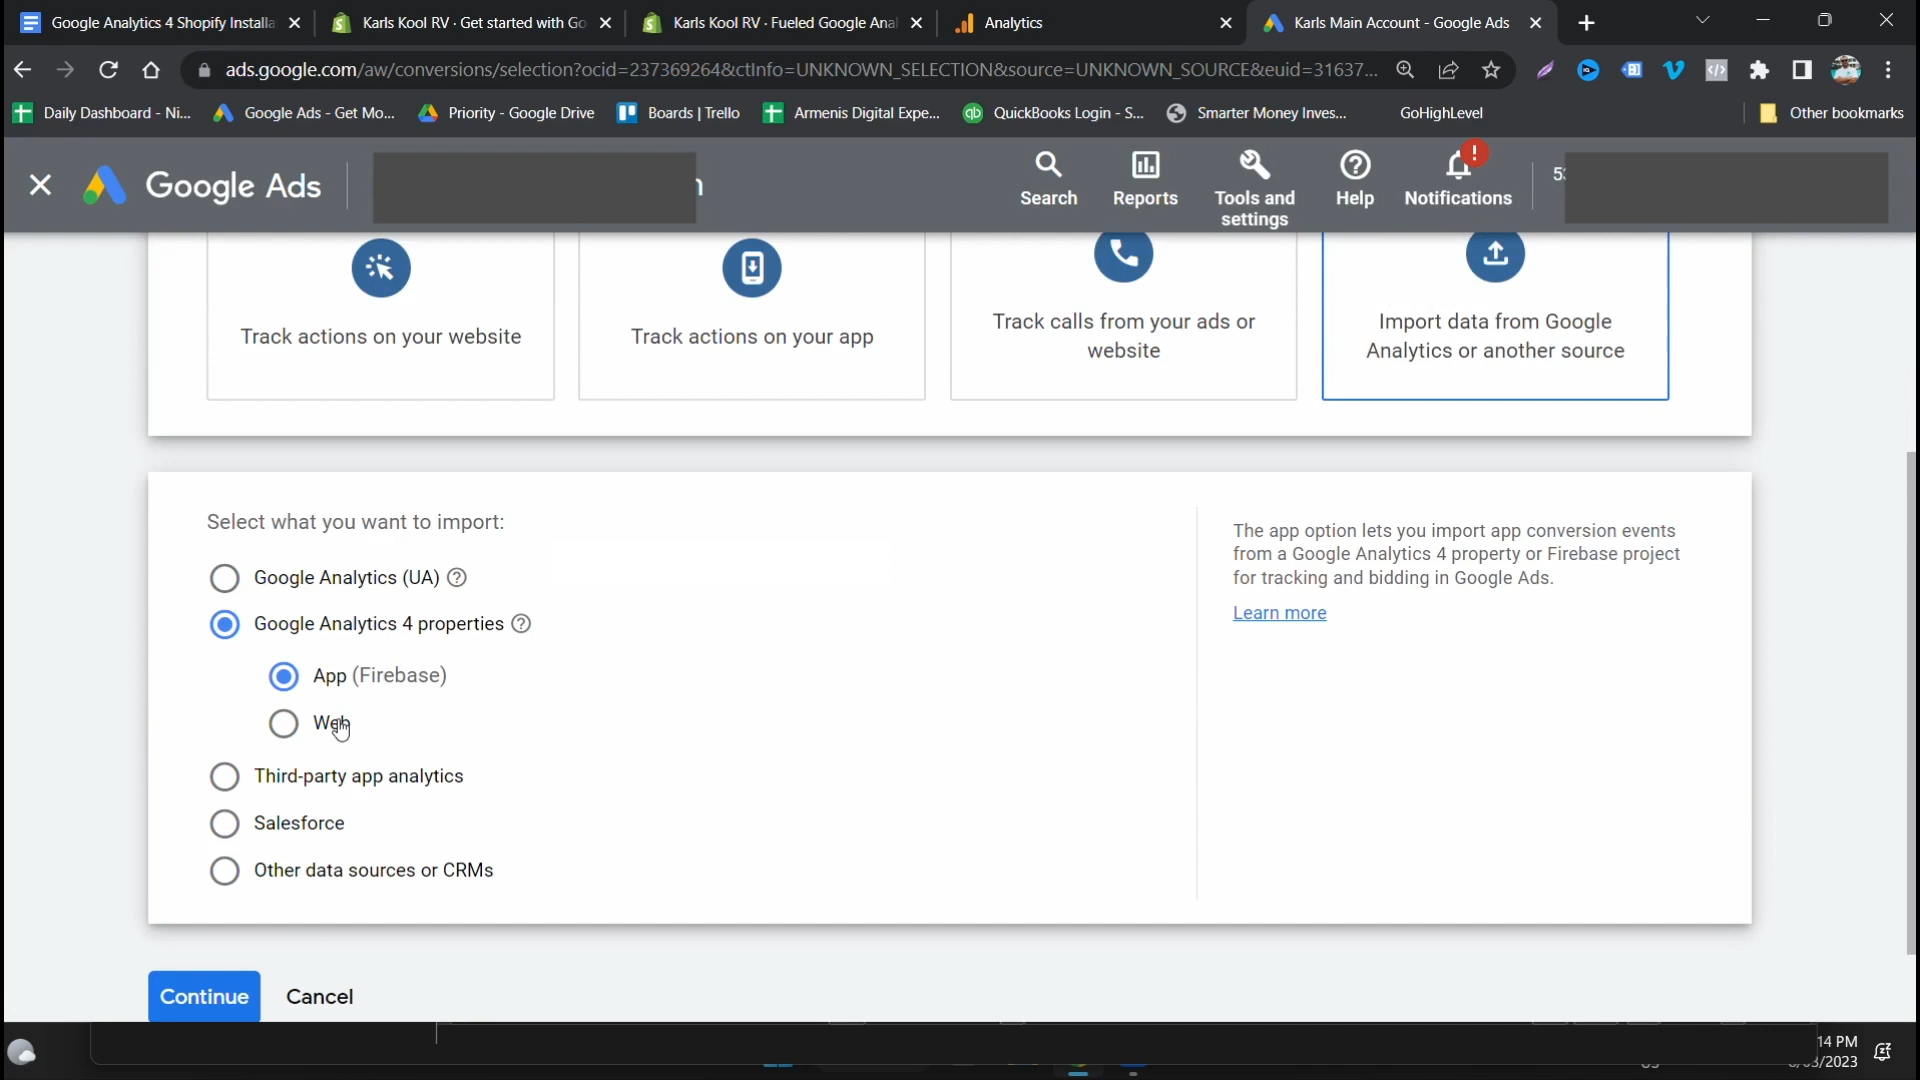 Google Analytics 4 Shopify Installa
Karls Kool RV · Get started with Go
Karls Kool RV · Fueled Google Anal
Analytics
Karls Main Account - Google Ads
ads.google.com/aw/conversions/selection?ocid=237369264&ctlnfo=UNKNOWN_SELECTION&source=UNKNOWN_SOURCE&euid=31637...
Daily Dashboard - Ni...
Google Ads - Get Mo...
Priority - Google Drive
Boards | Trello
Armenis Digital Expe...
QuickBooks Login - S...
Smarter Money Inves...
GoHighLevel
Other bookmarks
Google Ads
Search
Reports
Tools and
settings
Help
Notifications
Track actions on your website
Track actions on your app
Track calls from your ads or
website
Import data from Google
Analytics or another source
Select what you want to import:
Google Analytics (UA)
Google Analytics 4 properties
App (Firebase)
Web
Third-party app analytics
Salesforce
Other data sources or CRMs
The app option lets you import app conversion events
from a Google Analytics 4 property or Firebase project
for tracking and bidding in Google Ads.
Learn more
Continue
Cancel
14 PM
/2023